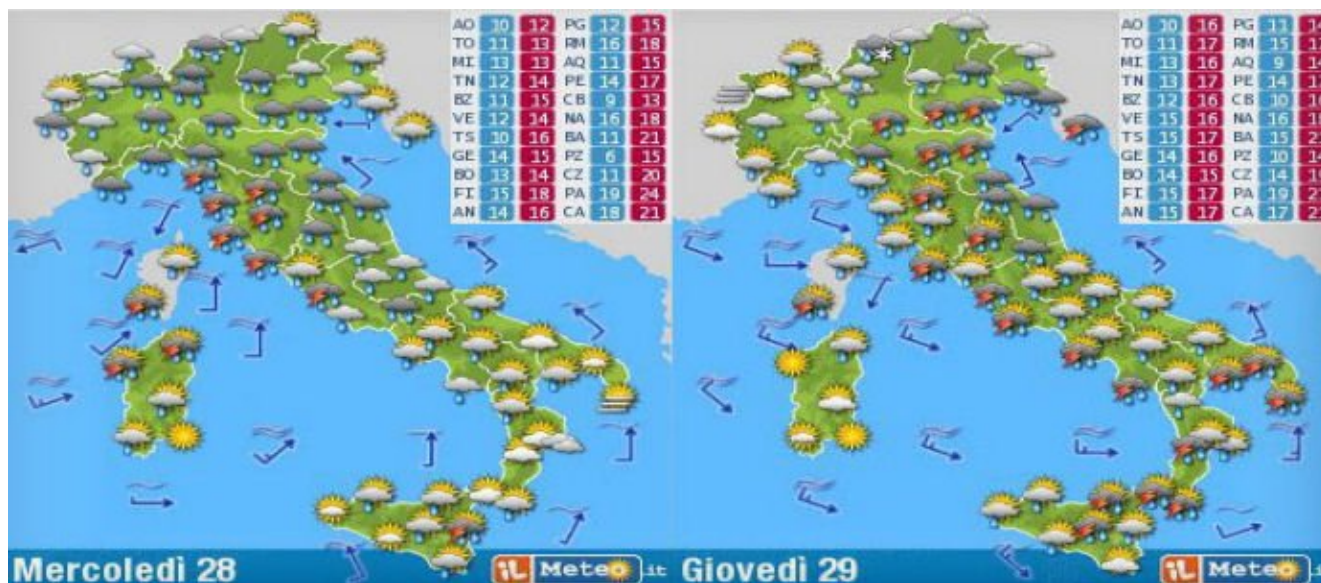 AO 10 12 PG 12 15
TO 11 13 RM 16 18
MI 13 13 AQ 11 15
TN 12 14 PE 14 17
BZ 11 15 CB 9 13
VE 12 14 NA 16 18
TS 10 16 BA 11 21
GE 14 15 PZ 6 15
BO 13 14 CZ 11 20
FI 15 18 PA 19 24
AN 14 16 CA 18 21
Mercoledì 28
iL Meteo.it
AO 10 16 PG 11
TO 11 17 RM 15
MI 13 16 AQ 9
TN 13 17 PE 14
BZ 12 16 CB 10
VE 15 16 NA 16
TS 15 17 BA 15
GE 14 16 PZ 10
BO 14 15 CZ 14
FI 15 17 PA 19
AN 15 17 CA 17
Giovedì 29
iL Meteo.it